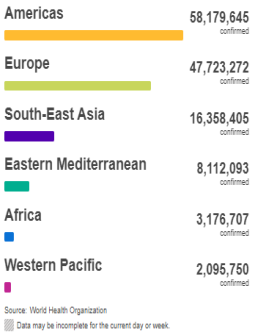 Americas 58,179,645
confirmed
Europe 47,723,272
confirmed
South-East Asia 16,358,405
confirmed
Eastern Mediterranean 8,112,093
confirmed
Africa 3,176,707
confirmed
Western Pacific 2,095,750
confirmed
Source: World Health Organization
Data may be incomplete for the current day or week.